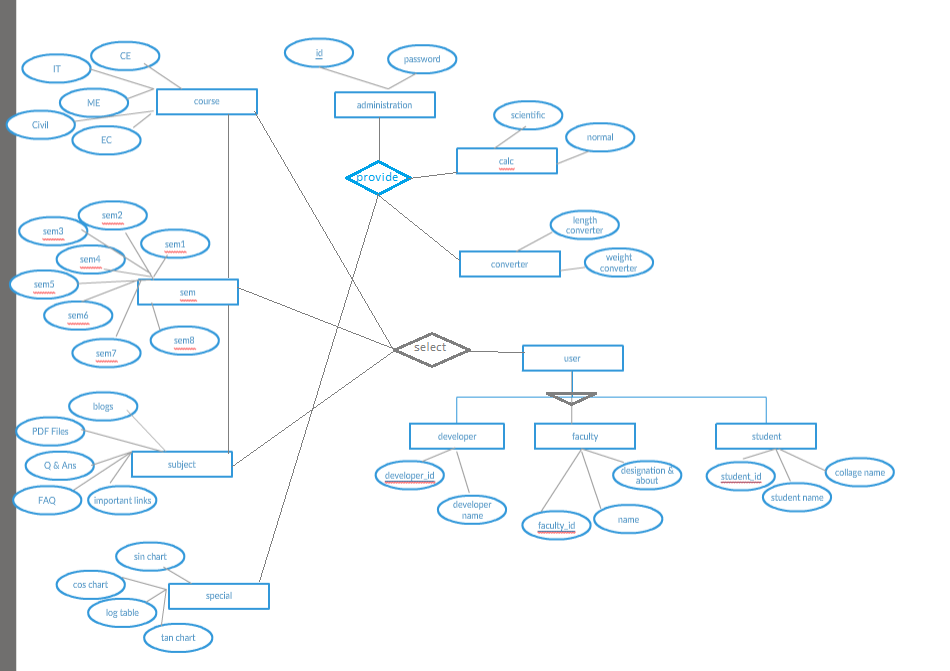 CE
IT
ME
Civil
EC
course
id
password
administration
scientific
normal
calc
provide
length
converter
weight
converter
converter
sem2
sem3
sem1
sem4
sem5
sem
sem6
sem7
sem8
select
user
developer
faculty
student
developer_id
developer
name
designation &
about
faculty_id
name
student_id
student name
collage name
blogs
PDF Files
Q & Ans
FAQ
important links
subject
sin chart
cos chart
log table
tan chart
special